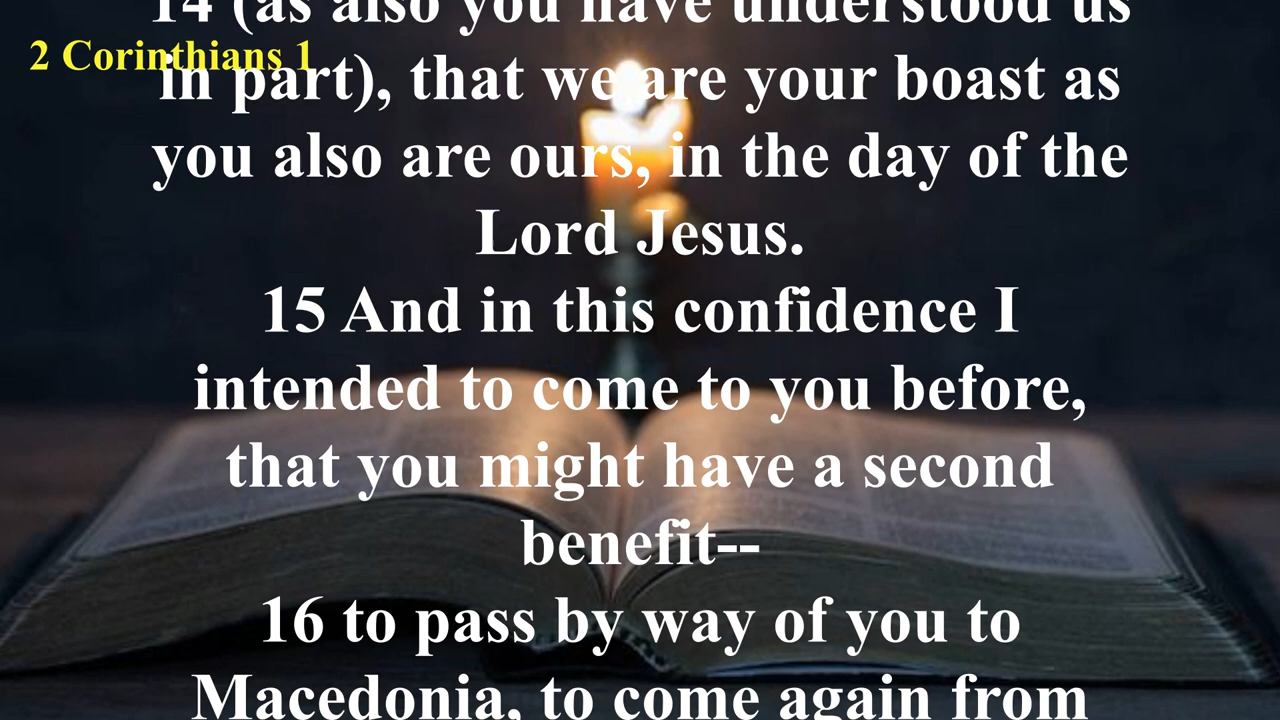 14 (as also you have understood us
2 Corinthians 1
in part), that we are your boast as
you also are ours, in the day of the
Lord Jesus.
15 And in this confidence I
intended to come to you before,
that you might have a second
benefit--
16 to pass by way of you to
Macedonia, to come again from